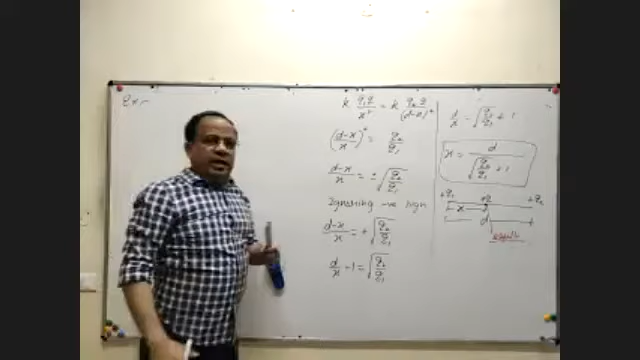 k q₁q/x² = k q₂q/(d-x)²
((d-x)/x)² = q₂/q₁
(d-x)/x = ± √(q₂/q₁)
Ignoring -ve sign
(d-x)/x = + √(q₂/q₁)
d/x - 1 = √(q₂/q₁)
d/x = √(q₂/q₁) + 1
x = d/(√(q₂/q₁) + 1)
+q₁ +q +q₂
x
d